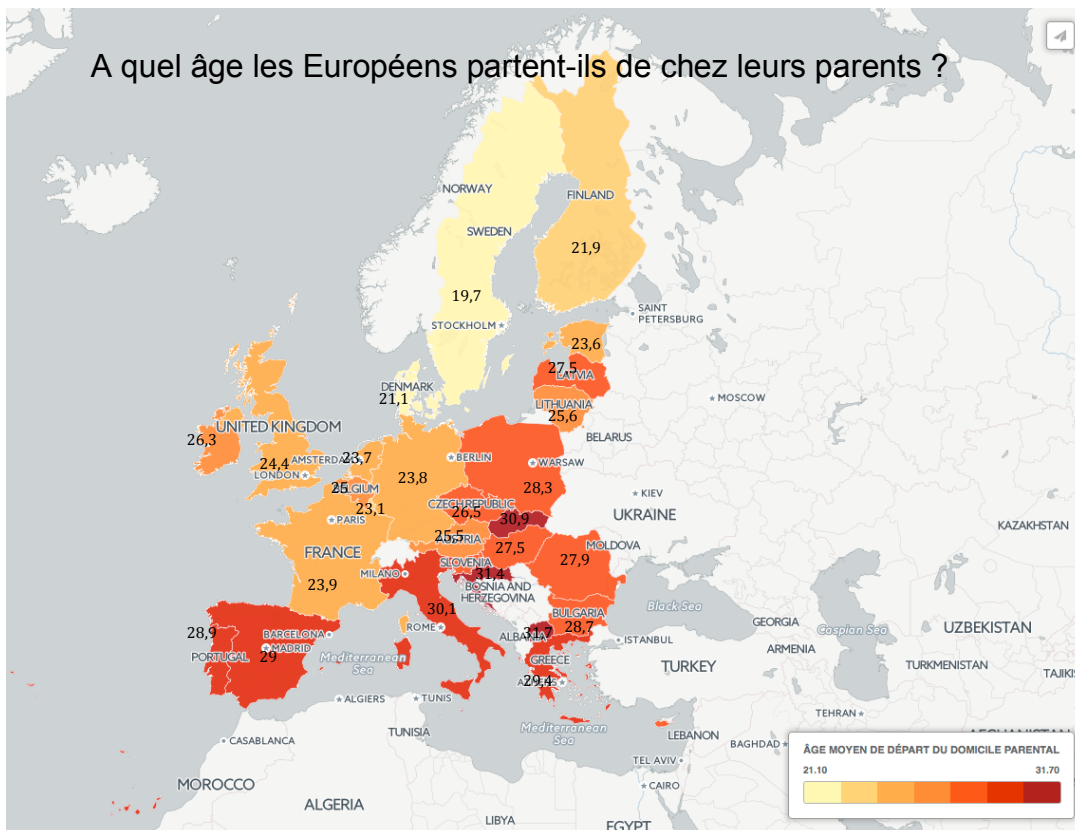 A quel âge les Européens partent-ils de chez leurs parents ?
NORWAY
FINLAND
SWEDEN
21,9
19,7
SAINT
PETERSBURG
STOCKHOLM
23,6
27,5
LATVIA
DENMARK
21,1
MOSCOW
LITHUANIA
25,6
UNITED KINGDOM
26,3
BELARUS
23,7
24,4
BERLIN
WARSAW
LONDON
23,8
25
BELGIUM
28,3
KIEV
CZECH REPUBLIC
23,1
26,5
30,9
UKRAINE
PARIS
KAZAKHSTAN
25,5
AUSTRIA
27,5
MOLDOVA
FRANCE
27,9
SLOVENIA
MILANO
31,4
23,9
BOSNIA AND
HERZEGOVINA
30,1
Black Sea
BULGARIA
GEORGIA
Caspian Sea
UZBEKISTAN
28,9
BARCELONA
ROME
ALBANIA
31,7
28,7
ISTANBUL
ARMENIA
MADRID
PORTUGAL
29
Mediterranean
Sea
GREECE
TURKEY
TURKMENISTAN
TAJIKI
29,4
ALGIERS
TUNIS
TEHRAN
CASABLANCA
TUNISIA
Mediterranean
Sea
LEBANON
BAGHDAD
AFGHANISTAN
TEL AVIV
MOROCCO
CAIRO
ALGERIA
LIBYA
EGYPT
ÂGE MOYEN DE DÉPART DU DOMICILE PARENTAL
21.10
31.70